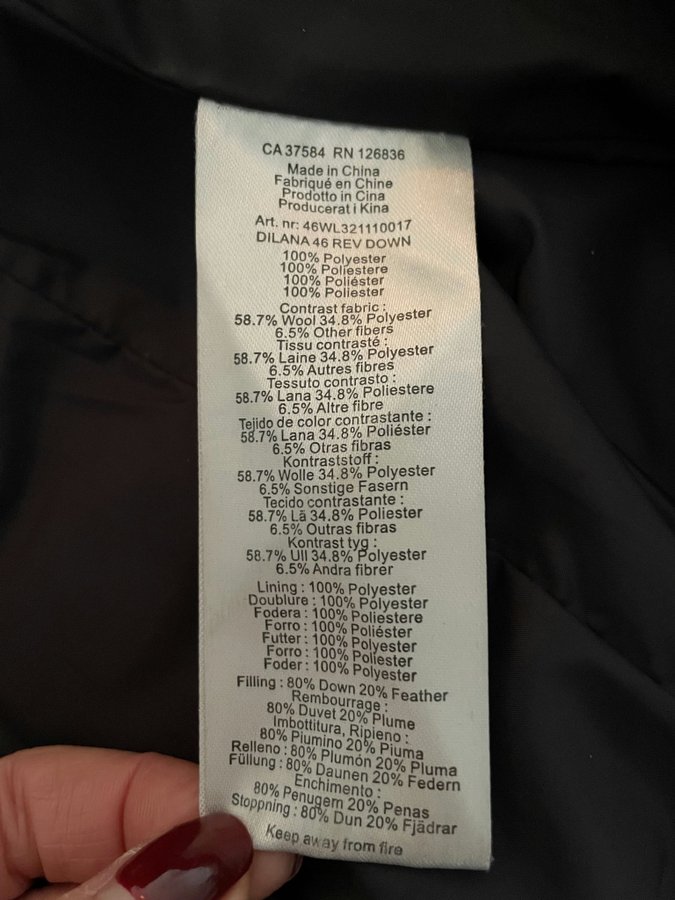 CA 37584 RN 126836
Made in China
Fabriqué en Chine
Prodotto in Cina
Producerat i Kina
Art. nr: 46WL321110017
DILANA 46 REV DOWN
100% Polyester
100% Poliestere
100% Poliéster
100% Poliester
Contrast fabric :
58.7% Wool 34.8% Polyester
6.5% Other fibers
Tissu contrasté :
58.7% Laine 34.8% Polyester
6.5% Autres fibres
Tessuto contrasto :
58.7% Lana 34.8% Poliestere
6.5% Altre fibre
Tejido de color contrastante :
58.7% Lana 34.8% Poliéster
6.5% Otras fibras
Kontraststoff :
58.7% Wolle 34.8% Polyester
6.5% Sonstige Fasern
Tecido contrastante :
58.7% Lã 34.8% Poliester
6.5% Outras fibras
Kontrast tyg :
58.7% Ull 34.8% Polyester
6.5% Andra fibrer
Lining : 100% Polyester
Doublure : 100% Polyester
Fodera : 100% Poliestere
Forro : 100% Poliéster
Futter : 100% Polyester
Forro : 100% Poliester
Foder : 100% Polyester
Filling : 80% Down 20% Feather
Rembourrage :
80% Duvet 20% Plume
Imbottitura, Ripieno :
80% Piumino 20% Piuma
Relleno : 80% Plumón 20% Pluma
Füllung : 80% Daunen 20% Federn
Enchimento :
80% Penugem 20% Penas
Stoppning : 80% Dun 20% Fjädrar
Keep away from fire